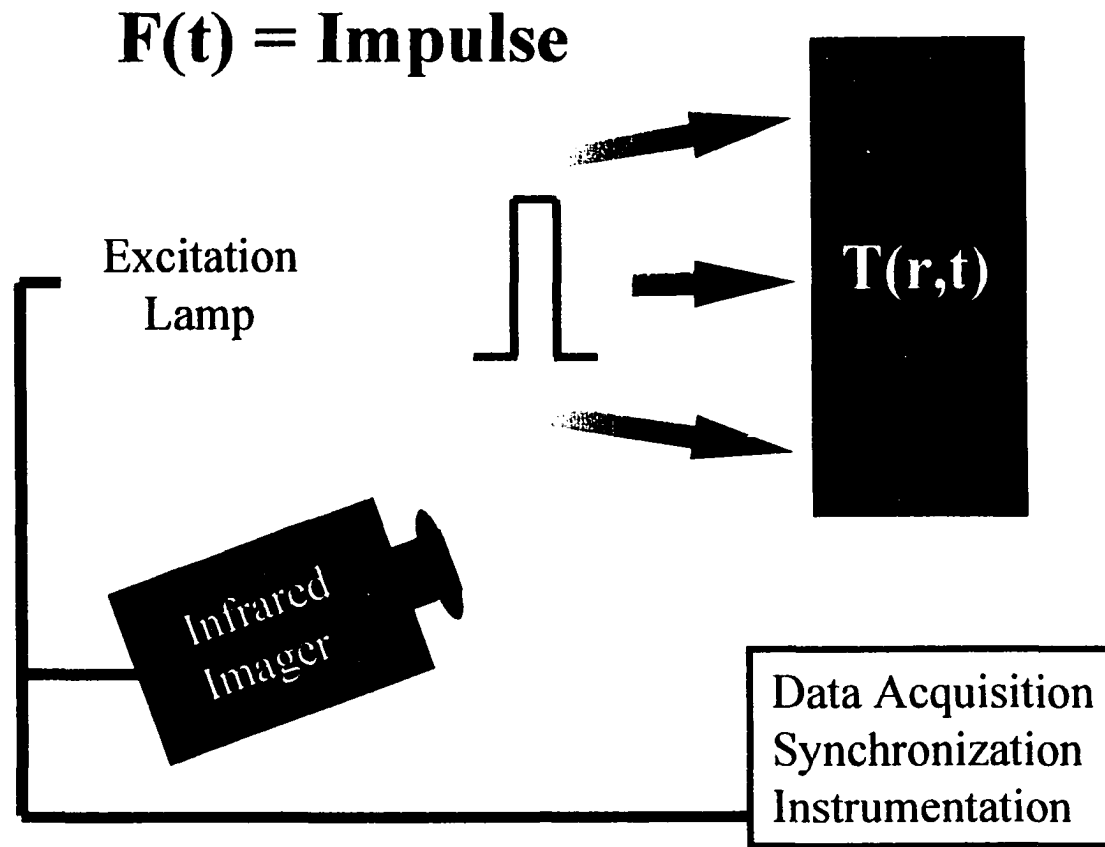 F(t) = Impulse
Excitation
Lamp
T(r,t)
Infrared
Imager
Data Acquisition
Synchronization
Instrumentation